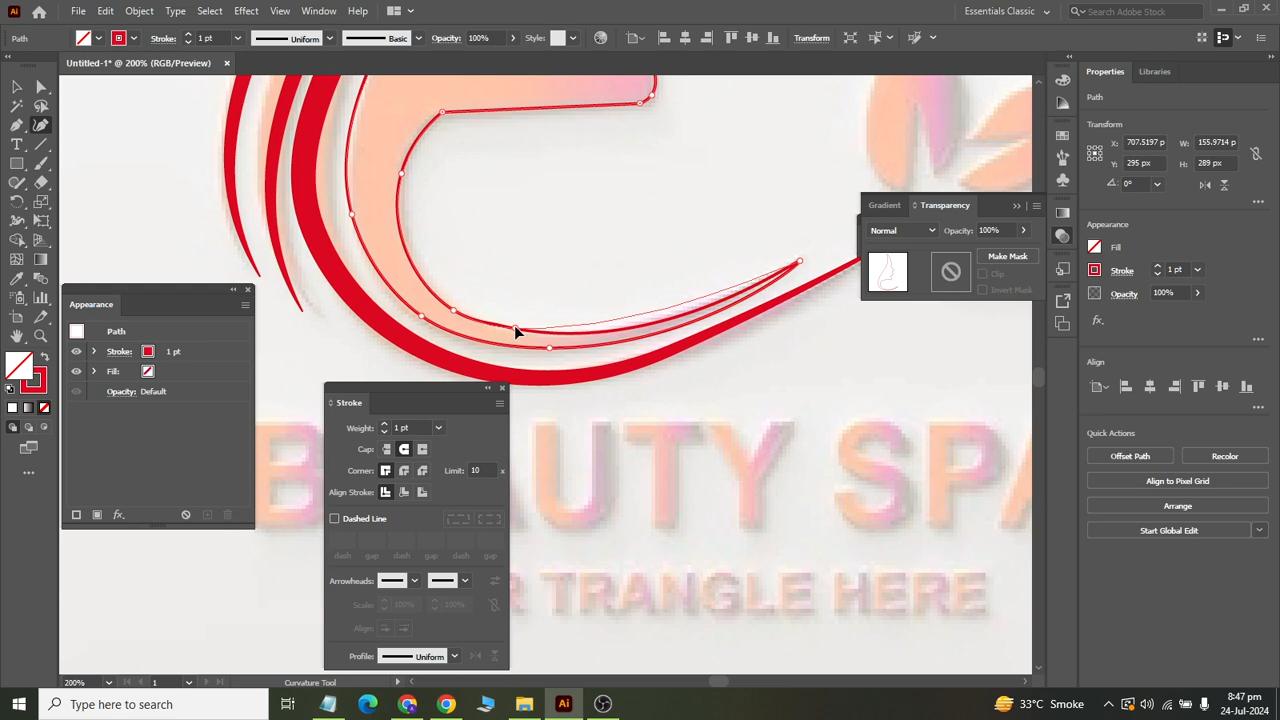 File Edit Object Type Select Effect View Window Help
Essentials Classic
Search Adobe Stock
Path
Stroke: 1 pt
Uniform
Basic
Opacity: 100%
Style:
Transform
Untitled-1* @ 200% (RGB/Preview)
Properties Libraries
Path
Transform
X: 707.5197 p W: 155.9714 p
Y: 295 px H: 289 px
0°
Appearance
Fill
Stroke 1 pt
Opacity 100%
fx.
Align
Quick Actions
Offset Path Recolor
Align to Pixel Grid
Arrange
Start Global Edit
Gradient Transparency
Normal Opacity: 100%
Make Mask
Clip
Invert Mask
Appearance
Path
Stroke: 1 pt
Fill:
Opacity: Default
fx.
Stroke
Weight: 1 pt
Cap:
Corner: Limit: 10 x
Align Stroke:
Dashed Line
dash gap dash gap dash gap
Arrowheads:
Scale: 100% 100%
Align:
Profile: Uniform
BEAUTY SPA
R TRANGLE HERE
200% 1 Curvature Tool
Type here to search
33°C Smoke
8:47 pm
24-Jul-2024